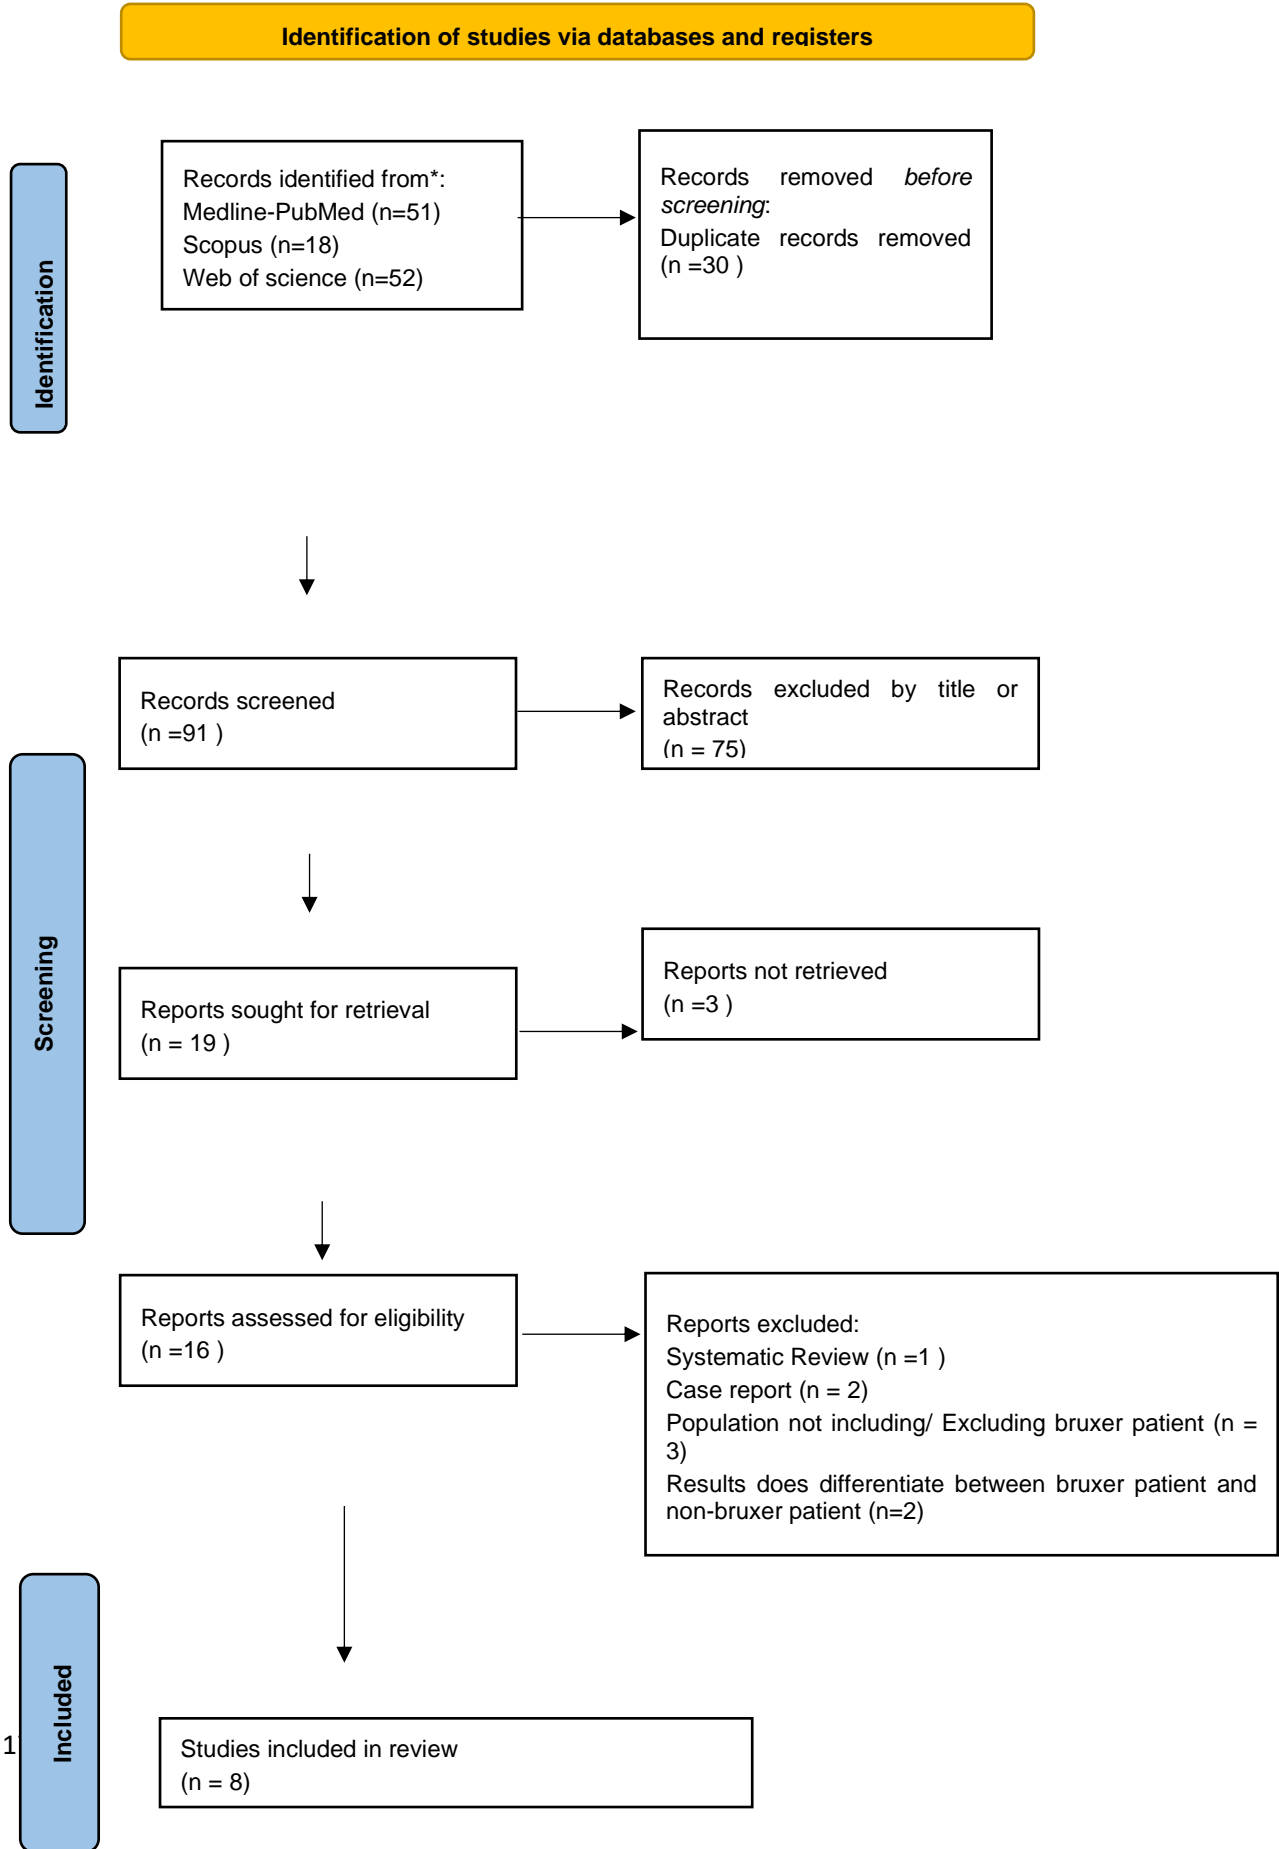 Identification of studies via databases and registers
Identification
Records identified from*:
Medline-PubMed (n=51)
Scopus (n=18)
Web of science (n=52)
Records removed before
screening:
Duplicate records removed
(n =30 )
Records screened
(n =91 )
Records excluded by title or
abstract
(n = 75)
Screening
Reports sought for retrieval
(n = 19 )
Reports not retrieved
(n =3 )
Reports assessed for eligibility
(n =16 )
Reports excluded:
Systematic Review (n =1 )
Case report (n = 2)
Population not including/ Excluding bruxer patient (n =
3)
Results does differentiate between bruxer patient and
non-bruxer patient (n=2)
Included
Studies included in review
(n = 8)